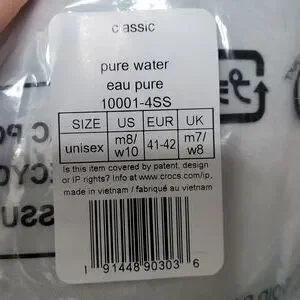 classic
pure water
eau pure
10001-4SS
SIZE US EUR UK
unisex m8/w10 41-42 m7/w8
Is this item covered by patent, design
or IP rights? Info at www.crocs.com/ip.
made in vietnam / fabriqué au vietnam
1 91448 90303 6